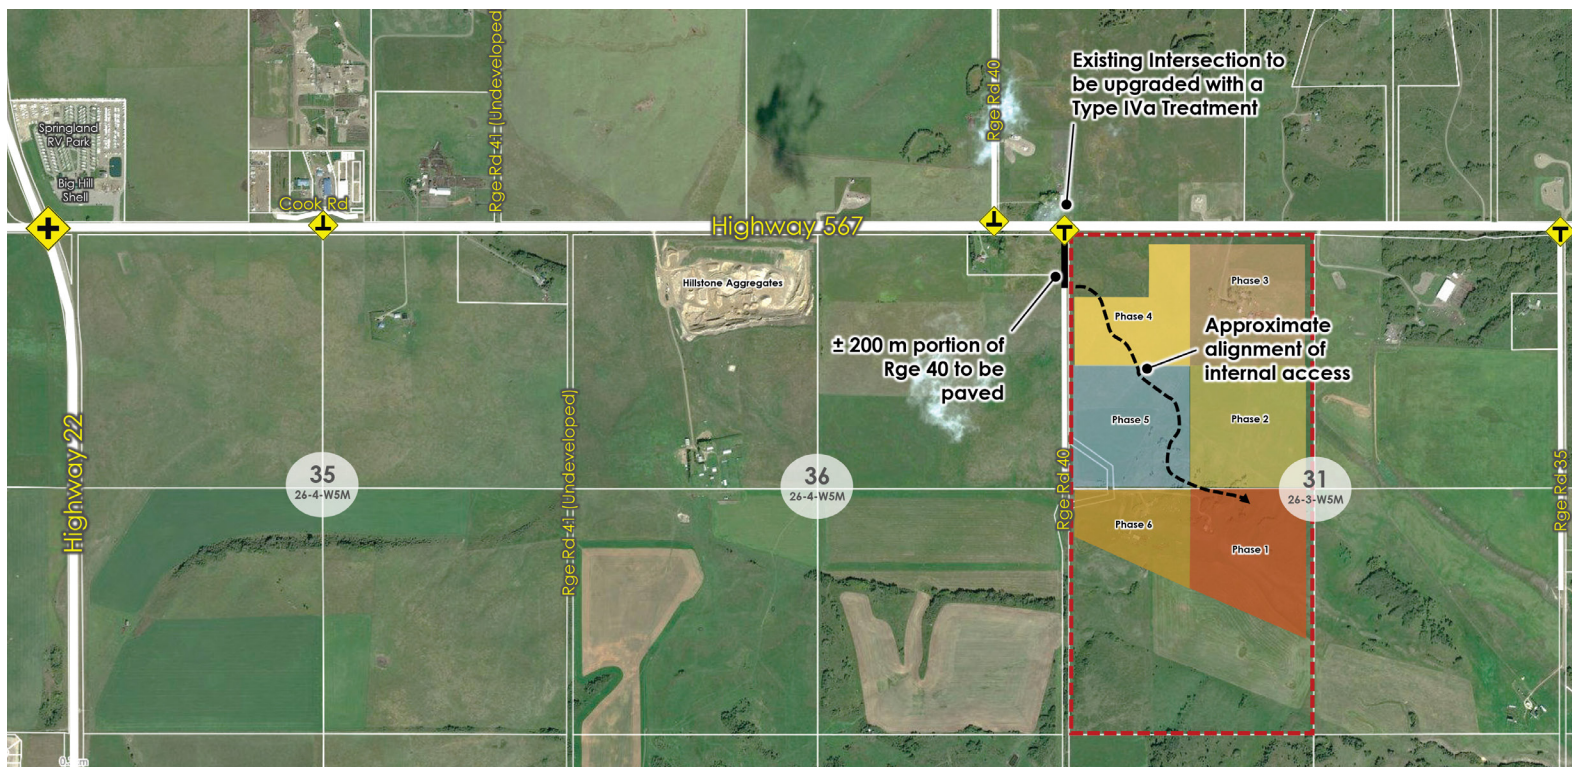 Rge Rd 41 (Undeveloped)
Rge Rd 40
Existing Intersection to
be upgraded with a
Type IVa Treatment
Springland
RV Park
Big Hill
Shell
Cook Rd
Highway 567
Hillstone Aggregates
Phase 3
Phase 4
± 200 m portion of
Rge 40 to be
paved
Approximate
alignment of
internal access
Phase 5
Phase 2
Highway 22
35
26-4-W5M
Rge Rd 41 (Undeveloped)
36
26-4-W5M
Rge Rd 40
31
26-3-W5M
Rge Rd 35
Phase 6
Phase 1